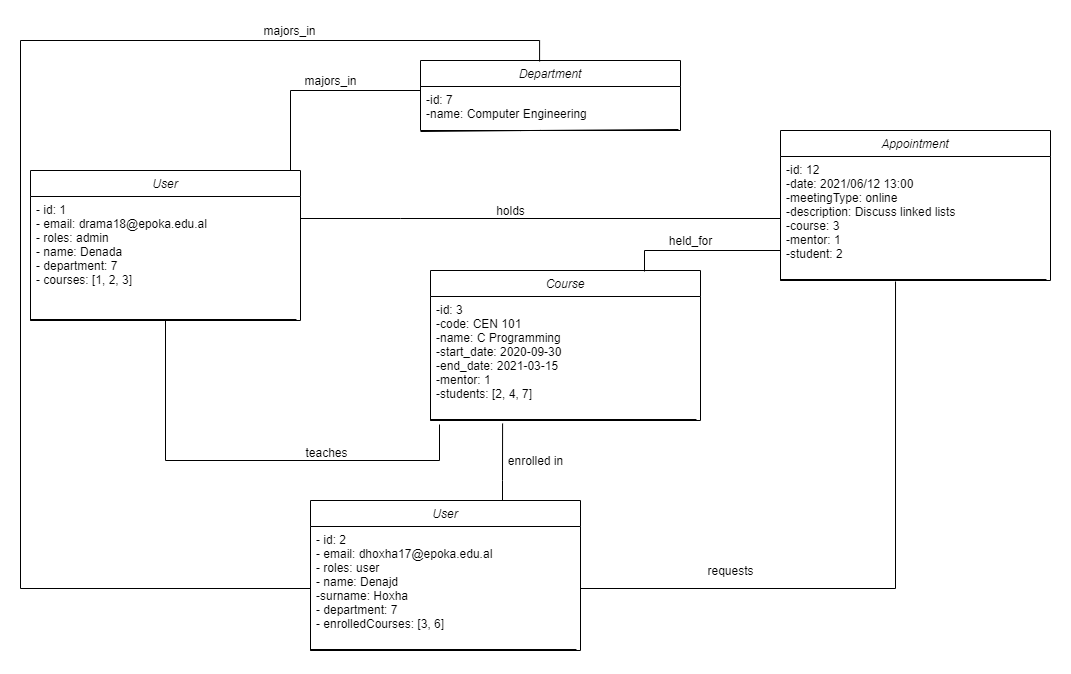 majors_in
Department
majors_in
-id: 7
-name: Computer Engineering
Appointment
-id: 12
-date: 2021/06/12 13:00
-meetingType: online
-description: Discuss linked lists
-course: 3
-mentor: 1
-student: 2
User
- id: 1
- email: drama18@epoka.edu.al
- roles: admin
- name: Denada
- department: 7
- courses: [1, 2, 3]
holds
held_for
Course
-id: 3
-code: CEN 101
-name: C Programming
-start_date: 2020-09-30
-end_date: 2021-03-15
-mentor: 1
-students: [2, 4, 7]
teaches
enrolled in
User
- id: 2
- email: dhoxha17@epoka.edu.al
- roles: user
- name: Denajd
-surname: Hoxha
- department: 7
- enrolledCourses: [3, 6]
requests